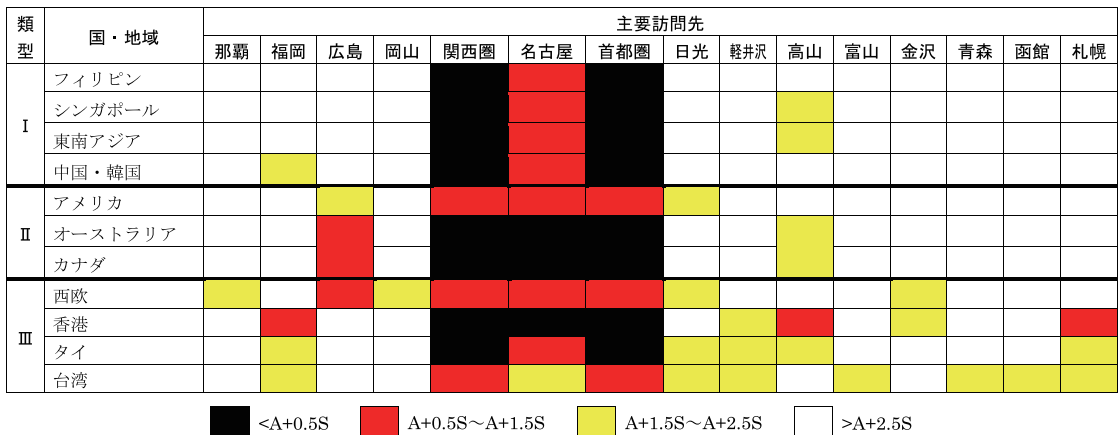 類型 国・地域 主要訪問先
那覇 福岡 広島 岡山 関西圏 名古屋 首都圏 日光 軽井沢 高山 富山 金沢 青森 函館 札幌
Ⅰ
フィリピン
シンガポール
東南アジア
中国・韓国
Ⅱ
アメリカ
オーストラリア
カナダ
Ⅲ
西欧
香港
タイ
台湾
<A+0.5S A+0.5S～A+1.5S A+1.5S～A+2.5S >A+2.5S